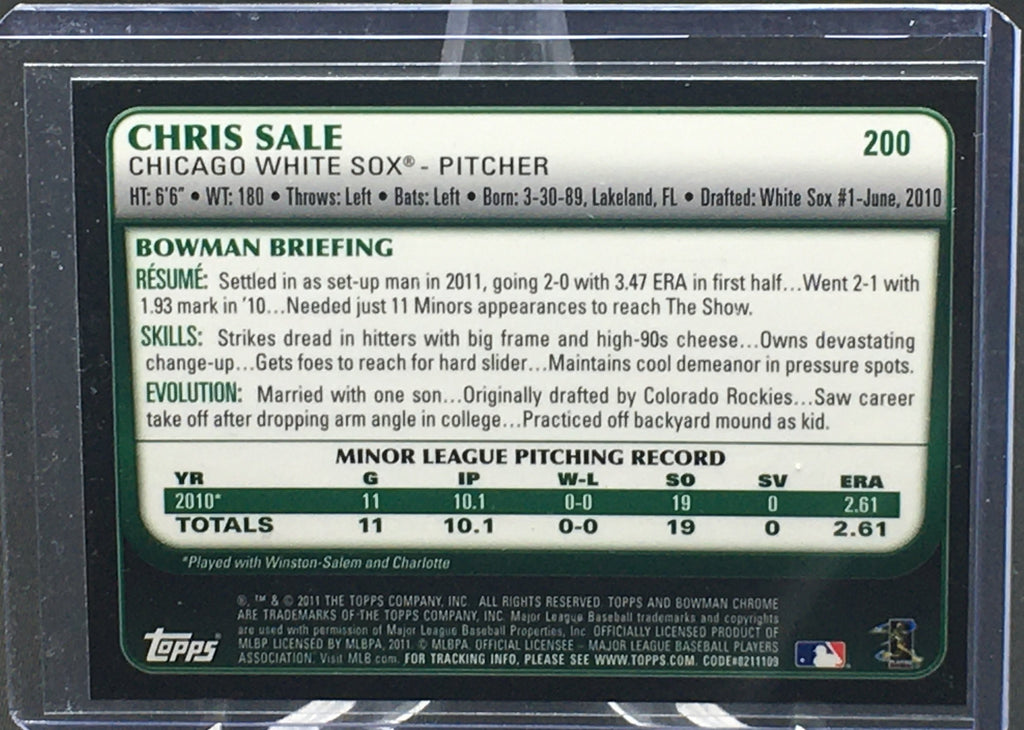 CHRIS SALE
200
CHICAGO WHITE SOX® - PITCHER
HT: 6'6" • WT: 180 • Throws: Left • Bats: Left • Born: 3-30-89, Lakeland, FL • Drafted: White Sox #1-June, 2010
BOWMAN BRIEFING
RÉSUMÉ: Settled in as set-up man in 2011, going 2-0 with 3.47 ERA in first half...Went 2-1 with
1.93 mark in '10...Needed just 11 Minors appearances to reach The Show.
SKILLS: Strikes dread in hitters with big frame and high-90s cheese...Owns devastating
change-up...Gets foes to reach for hard slider...Maintains cool demeanor in pressure spots.
EVOLUTION: Married with one son...Originally drafted by Colorado Rockies...Saw career
take off after dropping arm angle in college...Practiced off backyard mound as kid.
MINOR LEAGUE PITCHING RECORD
YR G IP W-L SO SV ERA
2010* 11 10.1 0-0 19 0 2.61
TOTALS 11 10.1 0-0 19 0 2.61
*Played with Winston-Salem and Charlotte
®, ™ & © 2011 THE TOPPS COMPANY, INC. ALL RIGHTS RESERVED. TOPPS AND BOWMAN CHROME
ARE TRADEMARKS OF THE TOPPS COMPANY, INC. Major League Baseball trademarks and copyrights
are used with permission of Major League Baseball Properties, Inc. OFFICIALLY LICENSED PRODUCT OF
MLBP LICENSED BY MLBPA, 2011. © MLBPA. OFFICIAL LICENSEE - MAJOR LEAGUE BASEBALL PLAYERS
ASSOCIATION. Visit MLB.com. FOR TRACKING INFO, PLEASE SEE WWW.TOPPS.COM. CODE#8211109
TOPPS